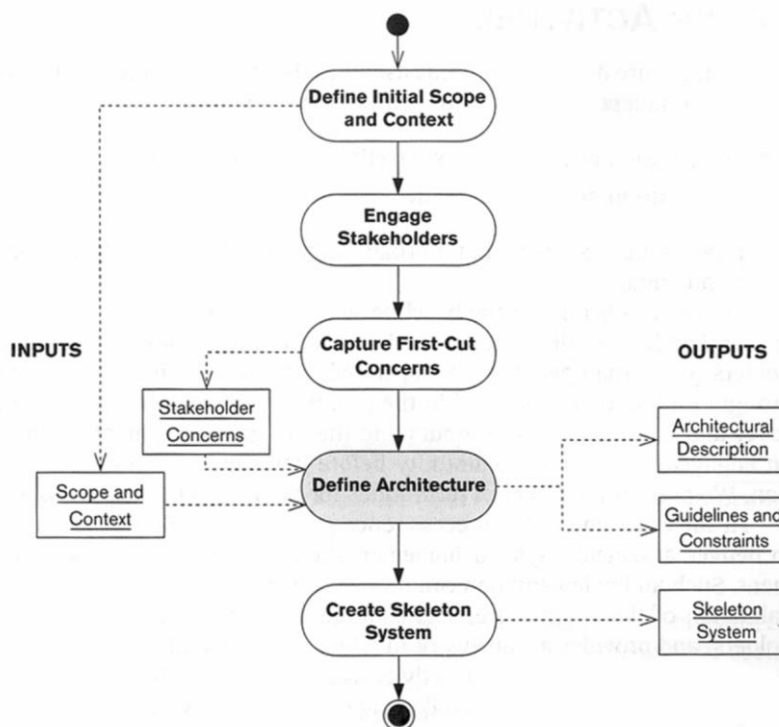 Define Initial Scope
and Context
Engage
Stakeholders
INPUTS
Capture First-Cut
Concerns
OUTPUTS
Stakeholder
Concerns
Architectural
Description
Define Architecture
Scope and
Context
Guidelines and
Constraints
Create Skeleton
System
Skeleton
System